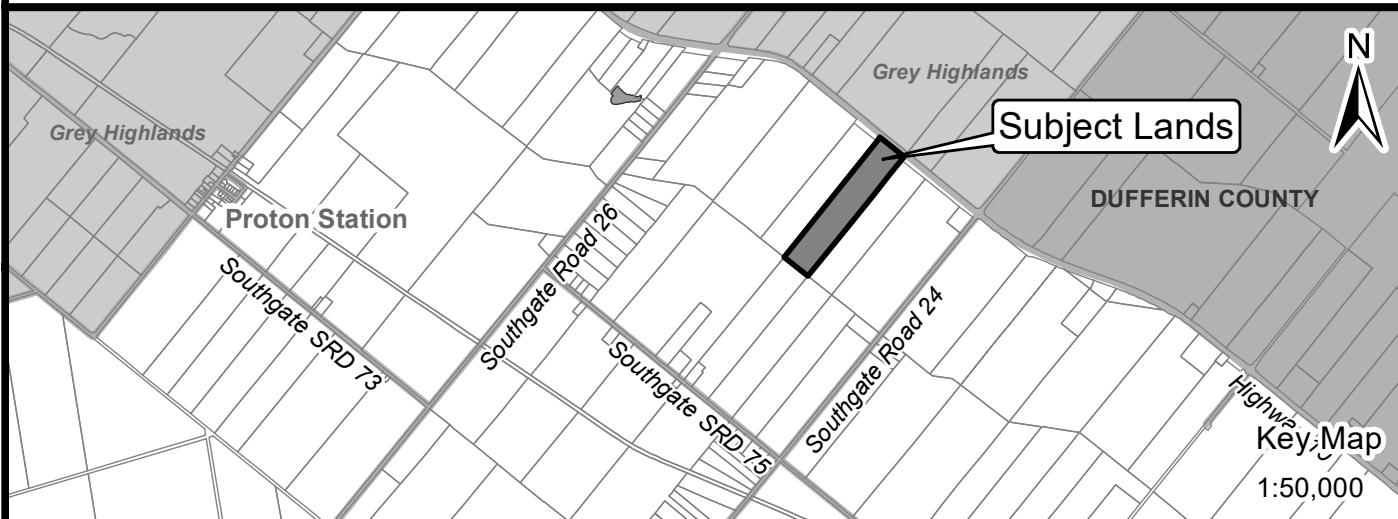 N
Grey Highlands
Subject Lands
Grey Highlands
DUFFERIN COUNTY
Proton Station
Southgate Road 26
Southgate SRD 73
Southgate Road 24
Southgate SRD 75
Key Map
1:50,000